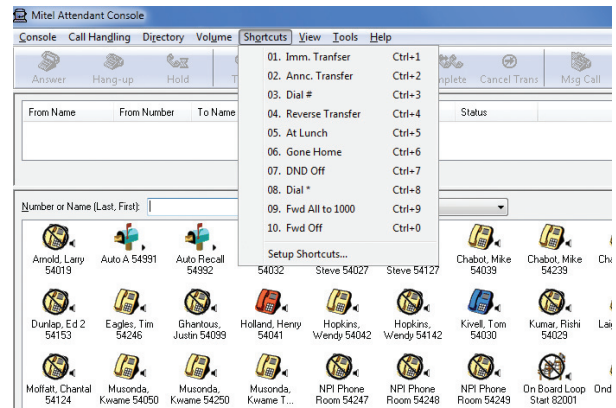 Mitel Attendant Console
Console Call Handling Directory Volume Shortcuts View Tools Help
Answer Hang-up Hold Cancel Trans Msg Call
01. Imm. Tranfser Ctrl+1
02. Annc. Transfer Ctrl+2
03. Dial # Ctrl+3
04. Reverse Transfer Ctrl+4
05. At Lunch Ctrl+5
06. Gone Home Ctrl+6
07. DND Off Ctrl+7
08. Dial * Ctrl+8
09. Fwd All to 1000 Ctrl+9
10. Fwd Off Ctrl+0
Setup Shortcuts...
From Name From Number To Name Status
Number or Name (Last, First):
Arnold, Larry Auto A 54991 Auto Recall Chabot, Mike Chabot, Mike
54019 54992 54032 Steve 54027 Steve 54127 54039 54239
Dunlap, Ed 2 Eagles, Tim Ghantous, Holland, Henry Hopkins, Hopkins, Kivell, Tom Kumar, Rishi
54153 54246 Justin 54099 54041 Wendy 54042 Wendy 54142 54030 54029
Moffatt, Chantal Musonda, Musonda, Musonda, NPI Phone NPI Phone NPI Phone On Board Loop
54124 Kwame 54050 Kwame 54250 Kwame T... Room 54247 Room 54248 Room 54249 Start 82001